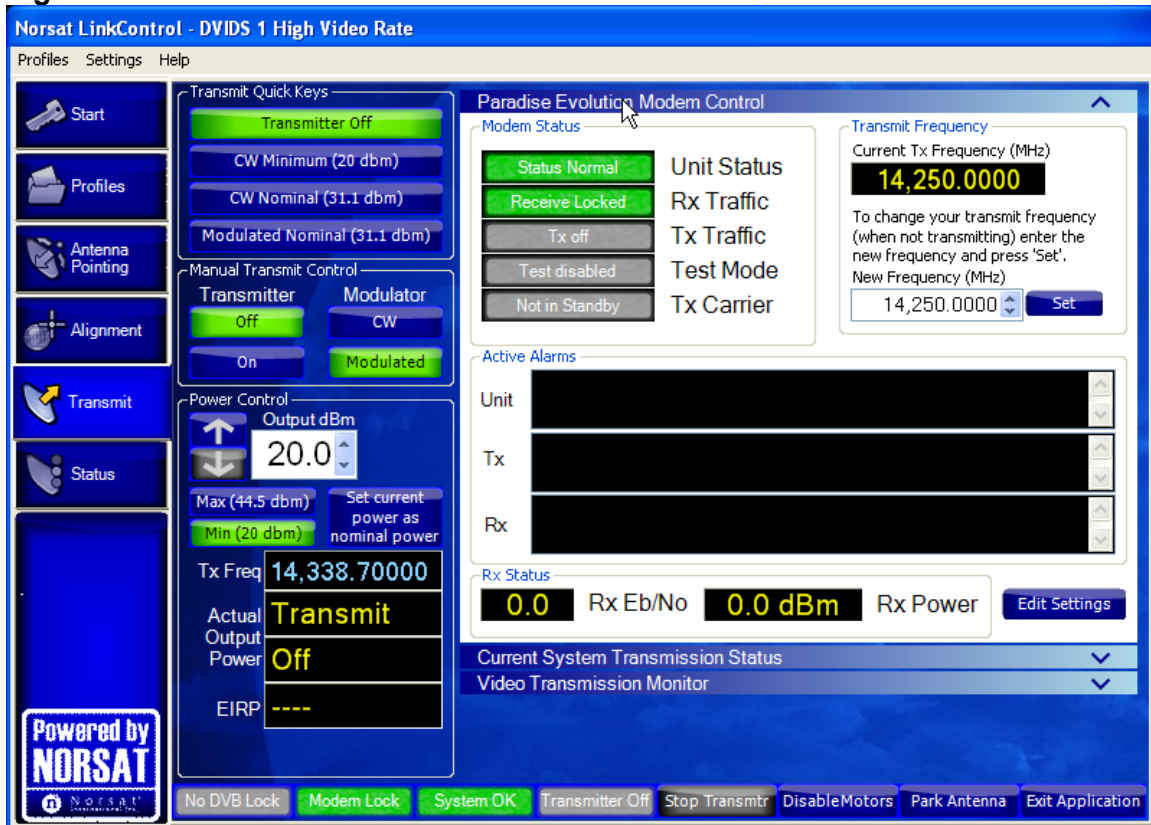 Norsat LinkControl - DVIDS 1 High Video Rate
Profiles Settings Help
Start
Profiles
Antenna
Pointing
Alignment
Transmit
Status
Powered by
NORSAT
Norsat
Transmit Quick Keys
Transmitter Off
CW Minimum (20 dbm)
CW Nominal (31.1 dbm)
Modulated Nominal (31.1 dbm)
Manual Transmit Control
Transmitter Modulator
Off CW
On Modulated
Power Control
Output dBm
20.0
Max (44.5 dbm)
Min (20 dbm)
Set current
power as
nominal power
Tx Freq 14,338.70000
Actual
Output
Power
Transmit
Off
EIRP ----
Paradise Evolution Modem Control
Modem Status
Status Normal Unit Status
Receive Locked Rx Traffic
Tx off Tx Traffic
Test disabled Test Mode
Not in Standby Tx Carrier
Transmit Frequency
Current Tx Frequency (MHz)
14,250.0000
To change your transmit frequency
(when not transmitting) enter the
new frequency and press 'Set'.
New Frequency (MHz)
14,250.0000 Set
Active Alarms
Unit
Tx
Rx
Rx Status
0.0 Rx Eb/No 0.0 dBm Rx Power Edit Settings
Current System Transmission Status
Video Transmission Monitor
No DVB Lock Modem Lock System OK Transmitter Off Stop Transmtr DisableMotors Park Antenna Exit Application